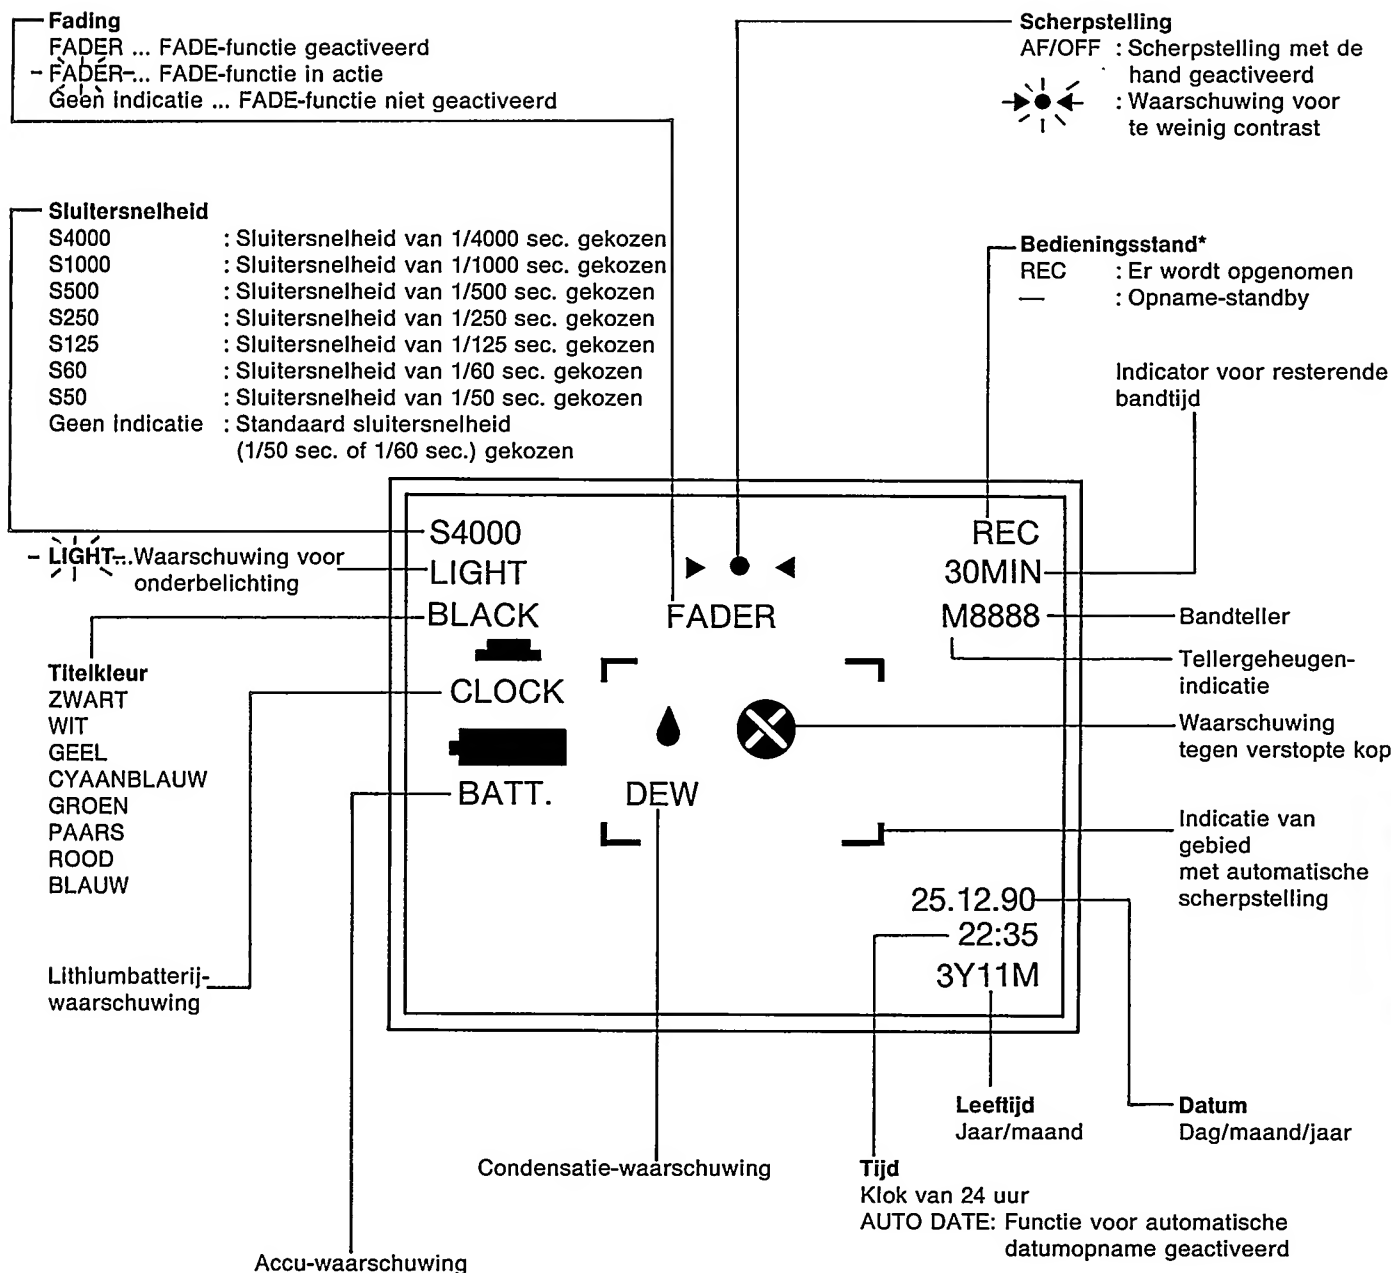 Fading
FADER ... FADE-functie geactiveerd
FADER ... FADE-functie in actie
Geen indicatie ... FADE-functie niet geactiveerd
Scherpstelling
AF/OFF : Scherpstelling met de
hand geactiveerd
: Waarschuwing voor
te weinig contrast
Sluitersnelheid
S4000 : Sluitersnelheid van 1/4000 sec. gekozen
S1000 : Sluitersnelheid van 1/1000 sec. gekozen
S500 : Sluitersnelheid van 1/500 sec. gekozen
S250 : Sluitersnelheid van 1/250 sec. gekozen
S125 : Sluitersnelheid van 1/125 sec. gekozen
S60 : Sluitersnelheid van 1/60 sec. gekozen
S50 : Sluitersnelheid van 1/50 sec. gekozen
Geen indicatie : Standaard sluitersnelheid
(1/50 sec. of 1/60 sec.) gekozen
Bedieningsstand*
REC : Er wordt opgenomen
— : Opname-standby
Indicator voor resterende
bandtijd
LIGHT...Waarschuwing voor
onderbelichting
Titelkleur
ZWART
WIT
GEEL
CYAANBLAUW
GROEN
PAARS
ROOD
BLAUW
Lithiumbatterij-
waarschuwing
S4000
LIGHT
BLACK
CLOCK
BATT.
FADER
DEW
REC
30MIN
M8888
25.12.90
22:35
3Y11M
Bandteller
Tellergeheugen-
indicatie
Waarschuwing
tegen verstopte kop
Indicatie van
gebied
met automatische
scherpstelling
Leeftijd
Jaar/maand
Datum
Dag/maand/jaar
Condensatie-waarschuwing
Tijd
Klok van 24 uur
AUTO DATE: Functie voor automatische
datumopname geactiveerd
Accu-waarschuwing